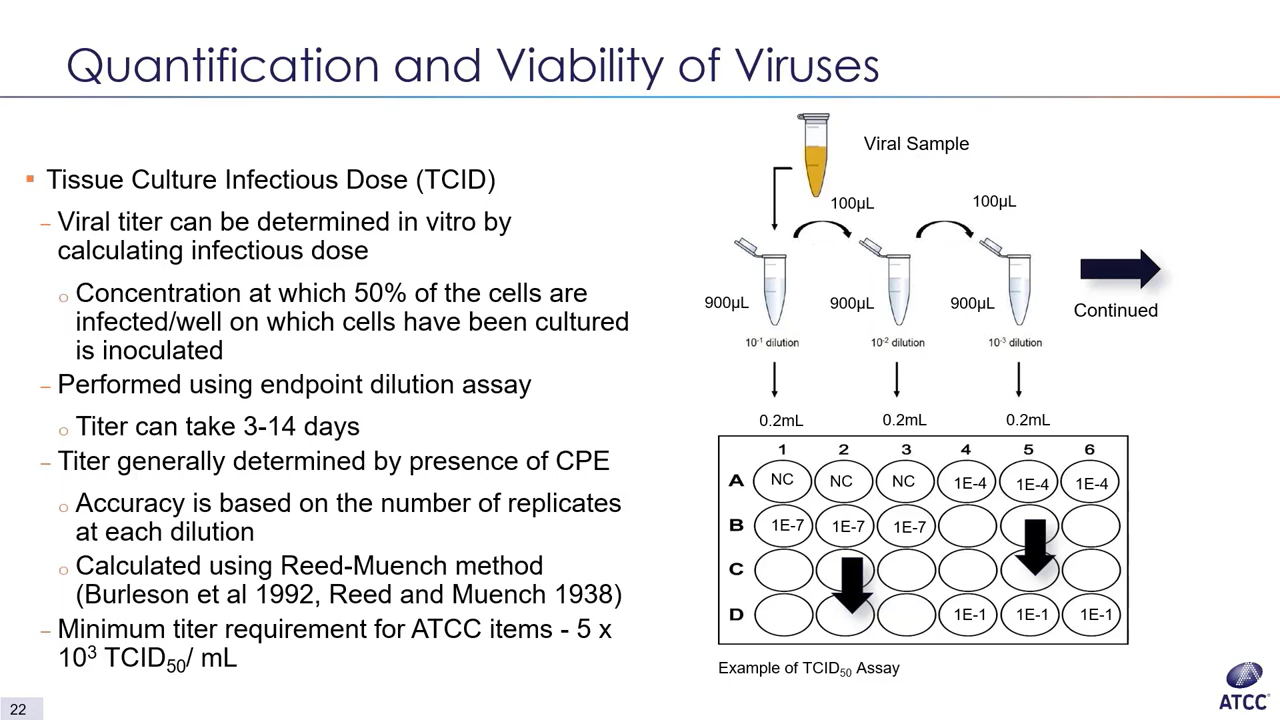 Quantification and Viability of Viruses
▪ Tissue Culture Infectious Dose (TCID)
– Viral titer can be determined in vitro by
calculating infectious dose
o Concentration at which 50% of the cells are
infected/well on which cells have been cultured
is inoculated
– Performed using endpoint dilution assay
o Titer can take 3-14 days
– Titer generally determined by presence of CPE
o Accuracy is based on the number of replicates
at each dilution
o Calculated using Reed-Muench method
(Burleson et al 1992, Reed and Muench 1938)
– Minimum titer requirement for ATCC items - 5 x
10³ TCID₅₀/ mL
Viral Sample
100µL 100µL
900µL 900µL 900µL
Continued
10⁻¹ dilution 10⁻² dilution 10⁻³ dilution
0.2mL 0.2mL 0.2mL
1 2 3 4 5 6
A NC NC NC 1E-4 1E-4 1E-4
B 1E-7 1E-7 1E-7
C
D 1E-1 1E-1 1E-1
Example of TCID₅₀ Assay
22
ATCC